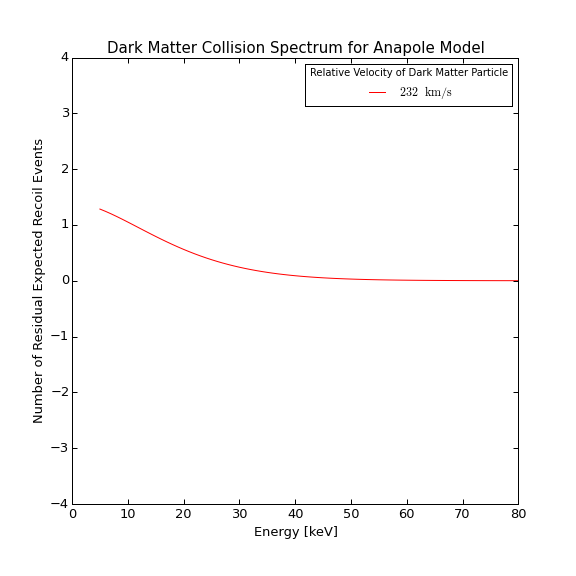 Dark Matter Collision Spectrum for Anapole Model
Relative Velocity of Dark Matter Particle
232 km/s
Number of Residual Expected Recoil Events
4
3
2
1
0
−1
−2
−3
−4
0 10 20 30 40 50 60 70 80
Energy [keV]